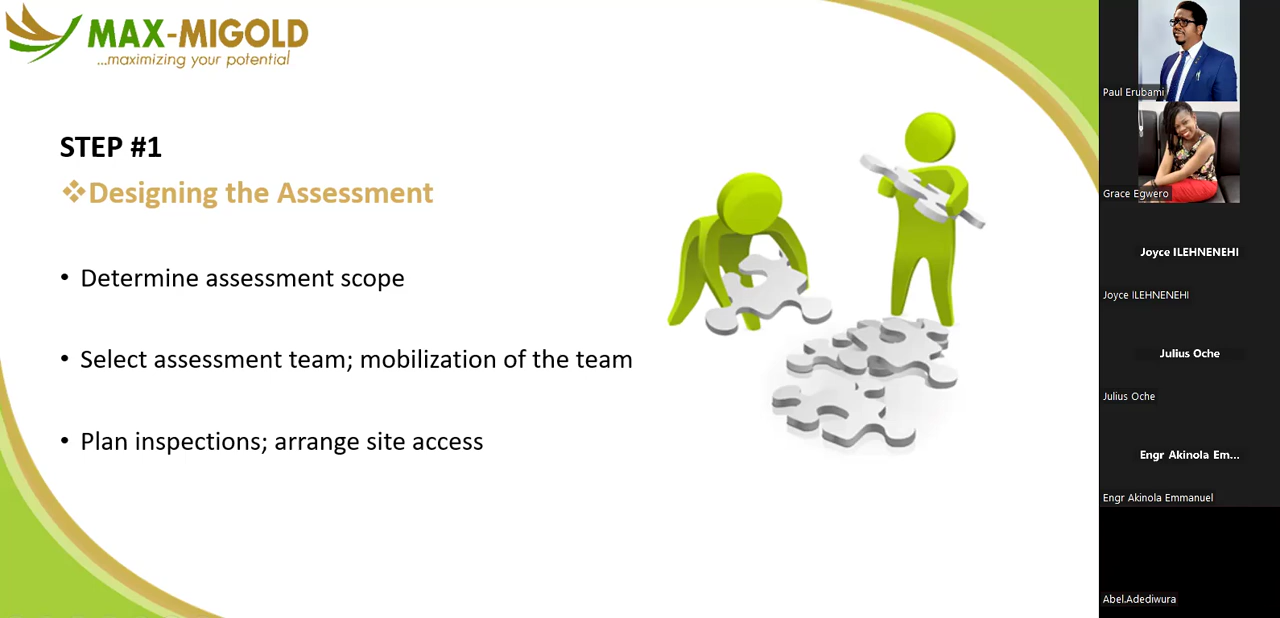 MAX-MIGOLD
...maximizing your potential
STEP #1
❖Designing the Assessment
• Determine assessment scope
• Select assessment team; mobilization of the team
• Plan inspections; arrange site access
Paul Erubami
Grace Egwero
Joyce ILEHNENEHI
Joyce ILEHNENEHI
Julius Oche
Julius Oche
Engr Akinola Em...
Engr Akinola Emmanuel
Abel.Adediwura